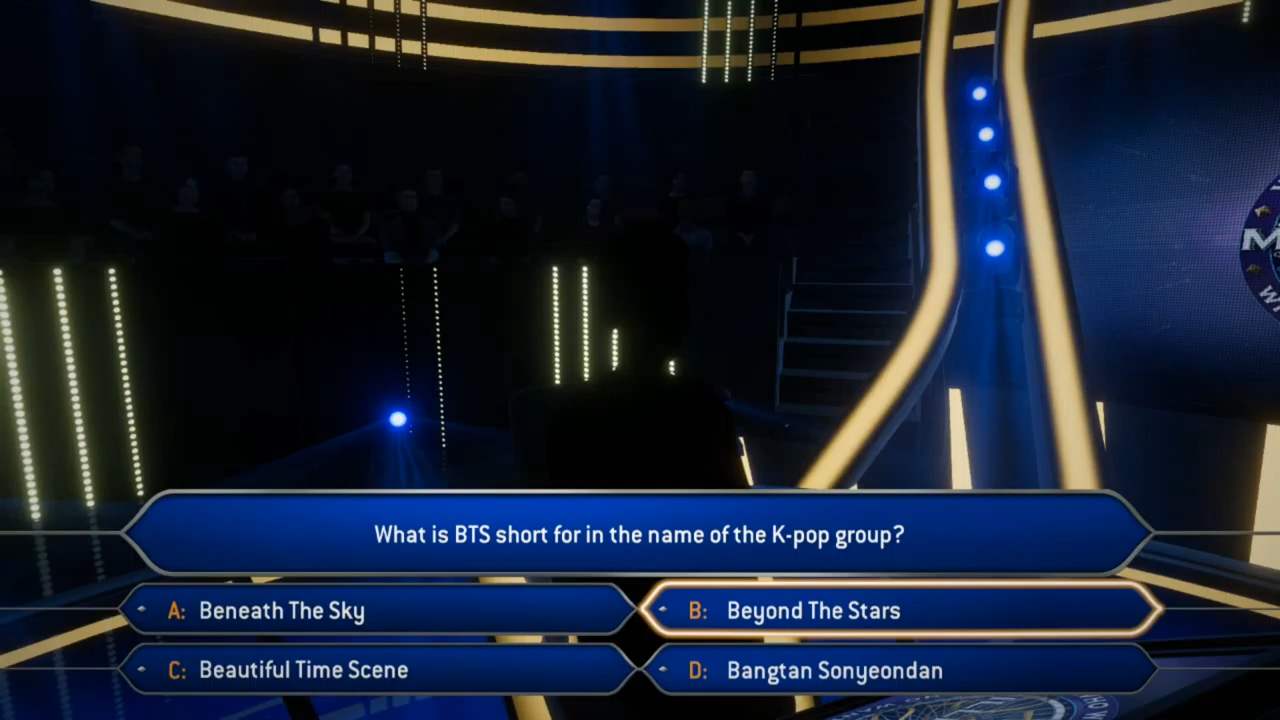 What is BTS short for in the name of the K-pop group?
A: Beneath The Sky
B: Beyond The Stars
C: Beautiful Time Scene
D: Bangtan Sonyeondan